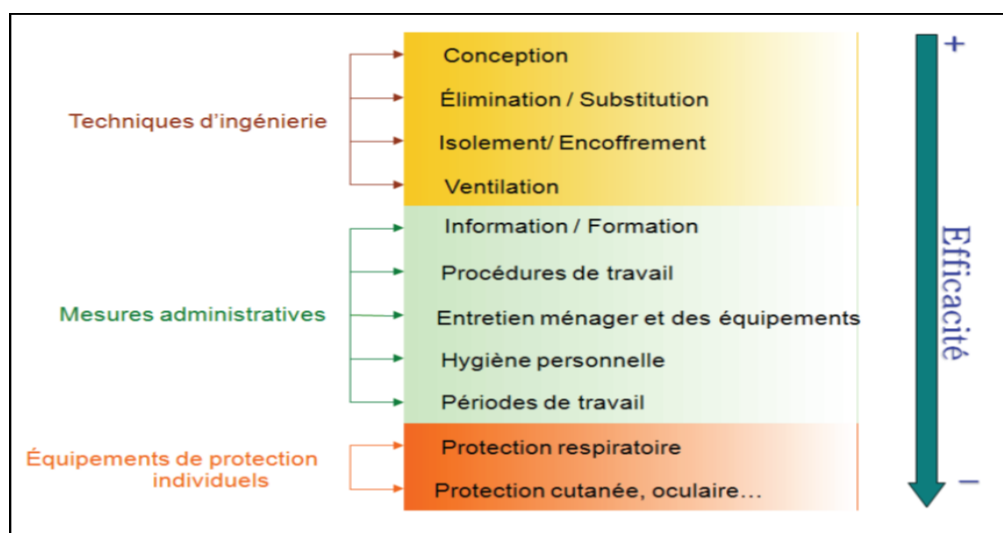 Techniques d'ingénierie
Conception
Élimination / Substitution
Isolement/ Encoffrement
Ventilation
Mesures administratives
Information / Formation
Procédures de travail
Entretien ménager et des équipements
Hygiène personnelle
Périodes de travail
Équipements de protection
individuels
Protection respiratoire
Protection cutanée, oculaire...
+
Efficacité
–